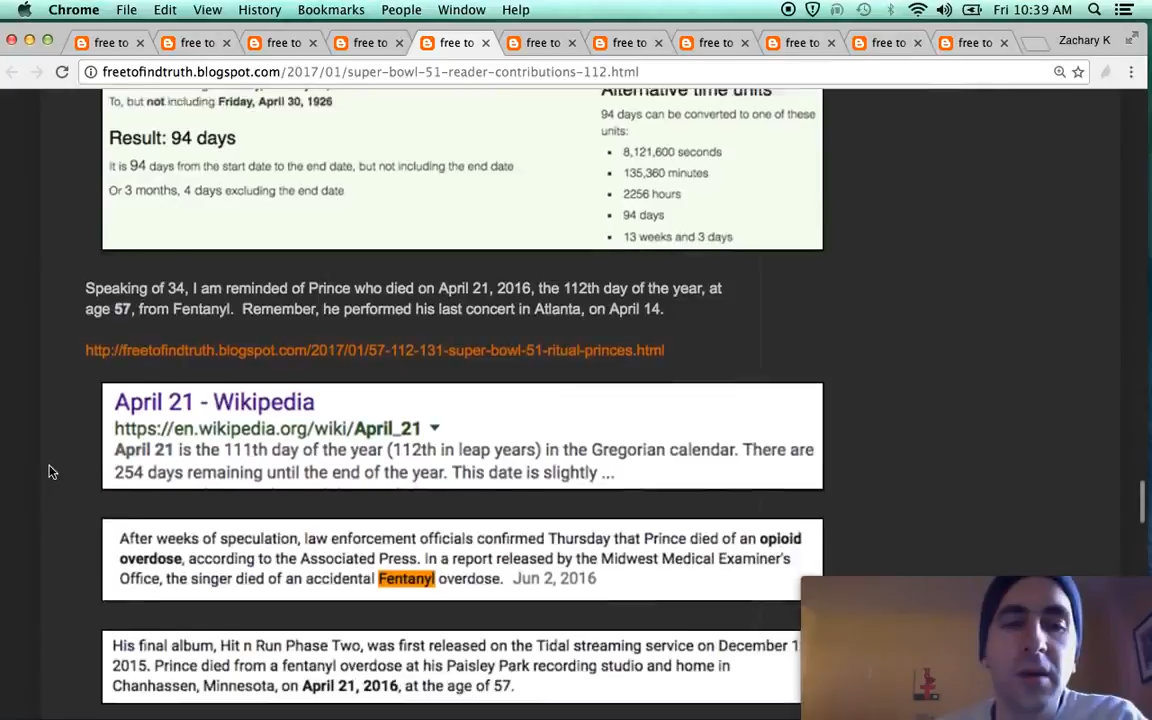 Chrome File Edit View History Bookmarks People Window Help Fri 10:39 AM
free to free to free to free to free to free to free to free to free to free to free to Zachary K
freetofindtruth.blogspot.com/2017/01/super-bowl-51-reader-contributions-112.html
To, but not including Friday, April 30, 1926
Result: 94 days
It is 94 days from the start date to the end date, but not including the end date
Or 3 months, 4 days excluding the end date
Alternative time units
94 days can be converted to one of these
units:
8,121,600 seconds
135,360 minutes
2256 hours
94 days
13 weeks and 3 days
Speaking of 34, I am reminded of Prince who died on April 21, 2016, the 112th day of the year, at
age 57, from Fentanyl. Remember, he performed his last concert in Atlanta, on April 14.
http://freetofindtruth.blogspot.com/2017/01/57-112-131-super-bowl-51-ritual-princes.html
April 21 - Wikipedia
https://en.wikipedia.org/wiki/April_21
April 21 is the 111th day of the year (112th in leap years) in the Gregorian calendar. There are
254 days remaining until the end of the year. This date is slightly ...
After weeks of speculation, law enforcement officials confirmed Thursday that Prince died of an opioid
overdose, according to the Associated Press. In a report released by the Midwest Medical Examiner's
Office, the singer died of an accidental Fentanyl overdose. Jun 2, 2016
His final album, Hit n Run Phase Two, was first released on the Tidal streaming service on December 1
2015. Prince died from a fentanyl overdose at his Paisley Park recording studio and home in
Chanhassen, Minnesota, on April 21, 2016, at the age of 57.